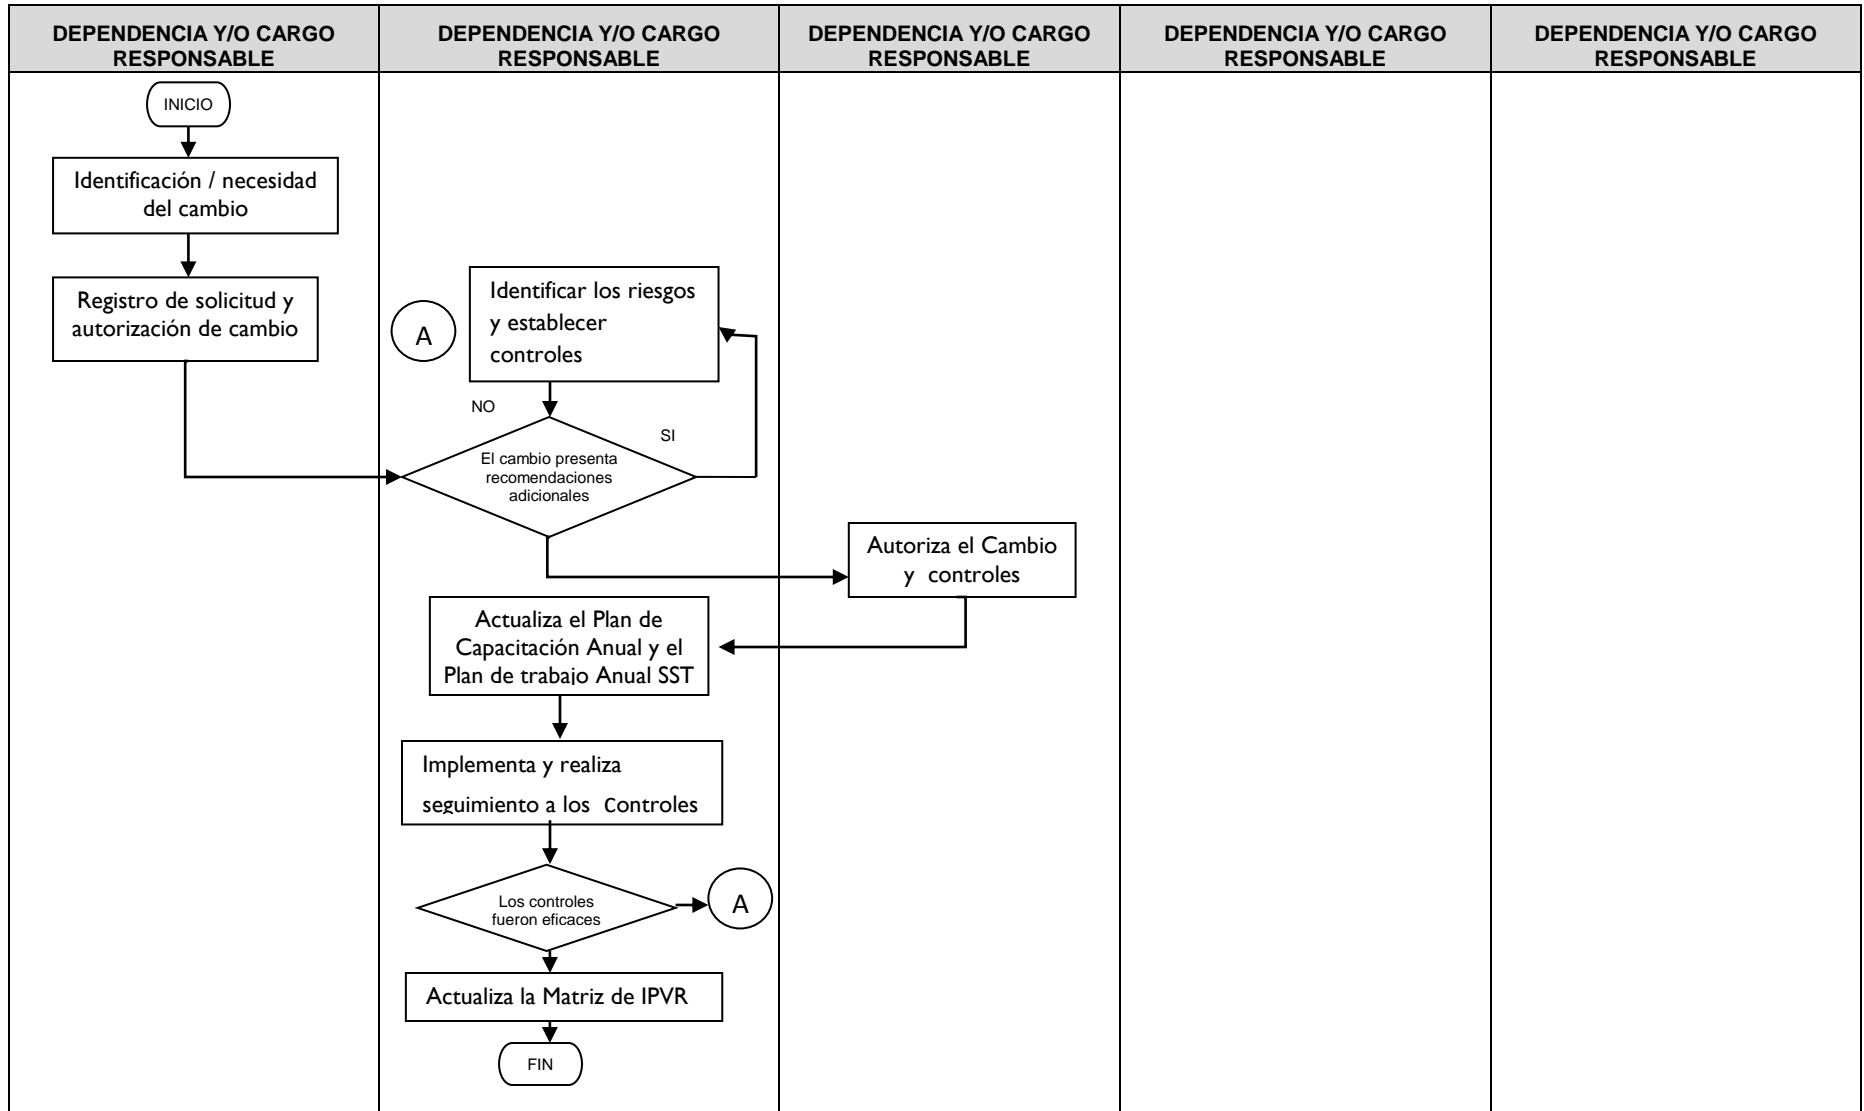 DEPENDENCIA Y/O CARGO
RESPONSABLE
DEPENDENCIA Y/O CARGO
RESPONSABLE
DEPENDENCIA Y/O CARGO
RESPONSABLE
DEPENDENCIA Y/O CARGO
RESPONSABLE
DEPENDENCIA Y/O CARGO
RESPONSABLE
INICIO
Identificación / necesidad
del cambio
Registro de solicitud y
autorización de cambio
A
Identificar los riesgos
y establecer
controles
NO
SI
El cambio presenta
recomendaciones
adicionales
Autoriza el Cambio
y controles
Actualiza el Plan de
Capacitación Anual y el
Plan de trabajo Anual SST
Implementa y realiza
seguimiento a los Controles
Los controles
fueron eficaces
A
Actualiza la Matriz de IPVR
FIN